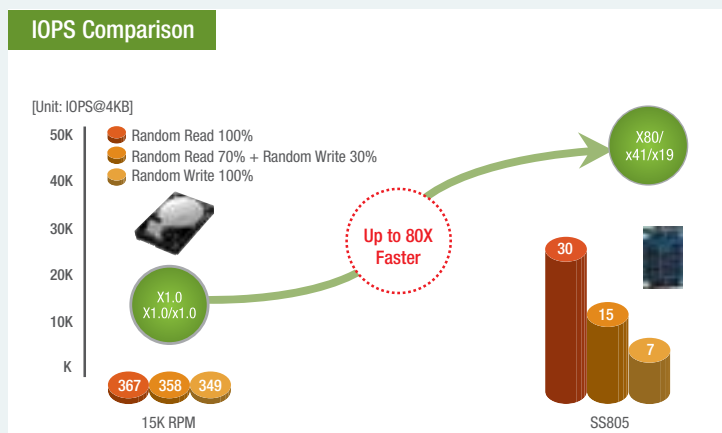 IOPS Comparison
[Unit: IOPS@4KB]
50K
40K
30K
20K
10K
K
Random Read 100%
Random Read 70% + Random Write 30%
Random Write 100%
X1.0
X1.0/x1.0
Up to 80X
Faster
X80/
x41/x19
367 358 349
15K RPM
30
15
7
SS805